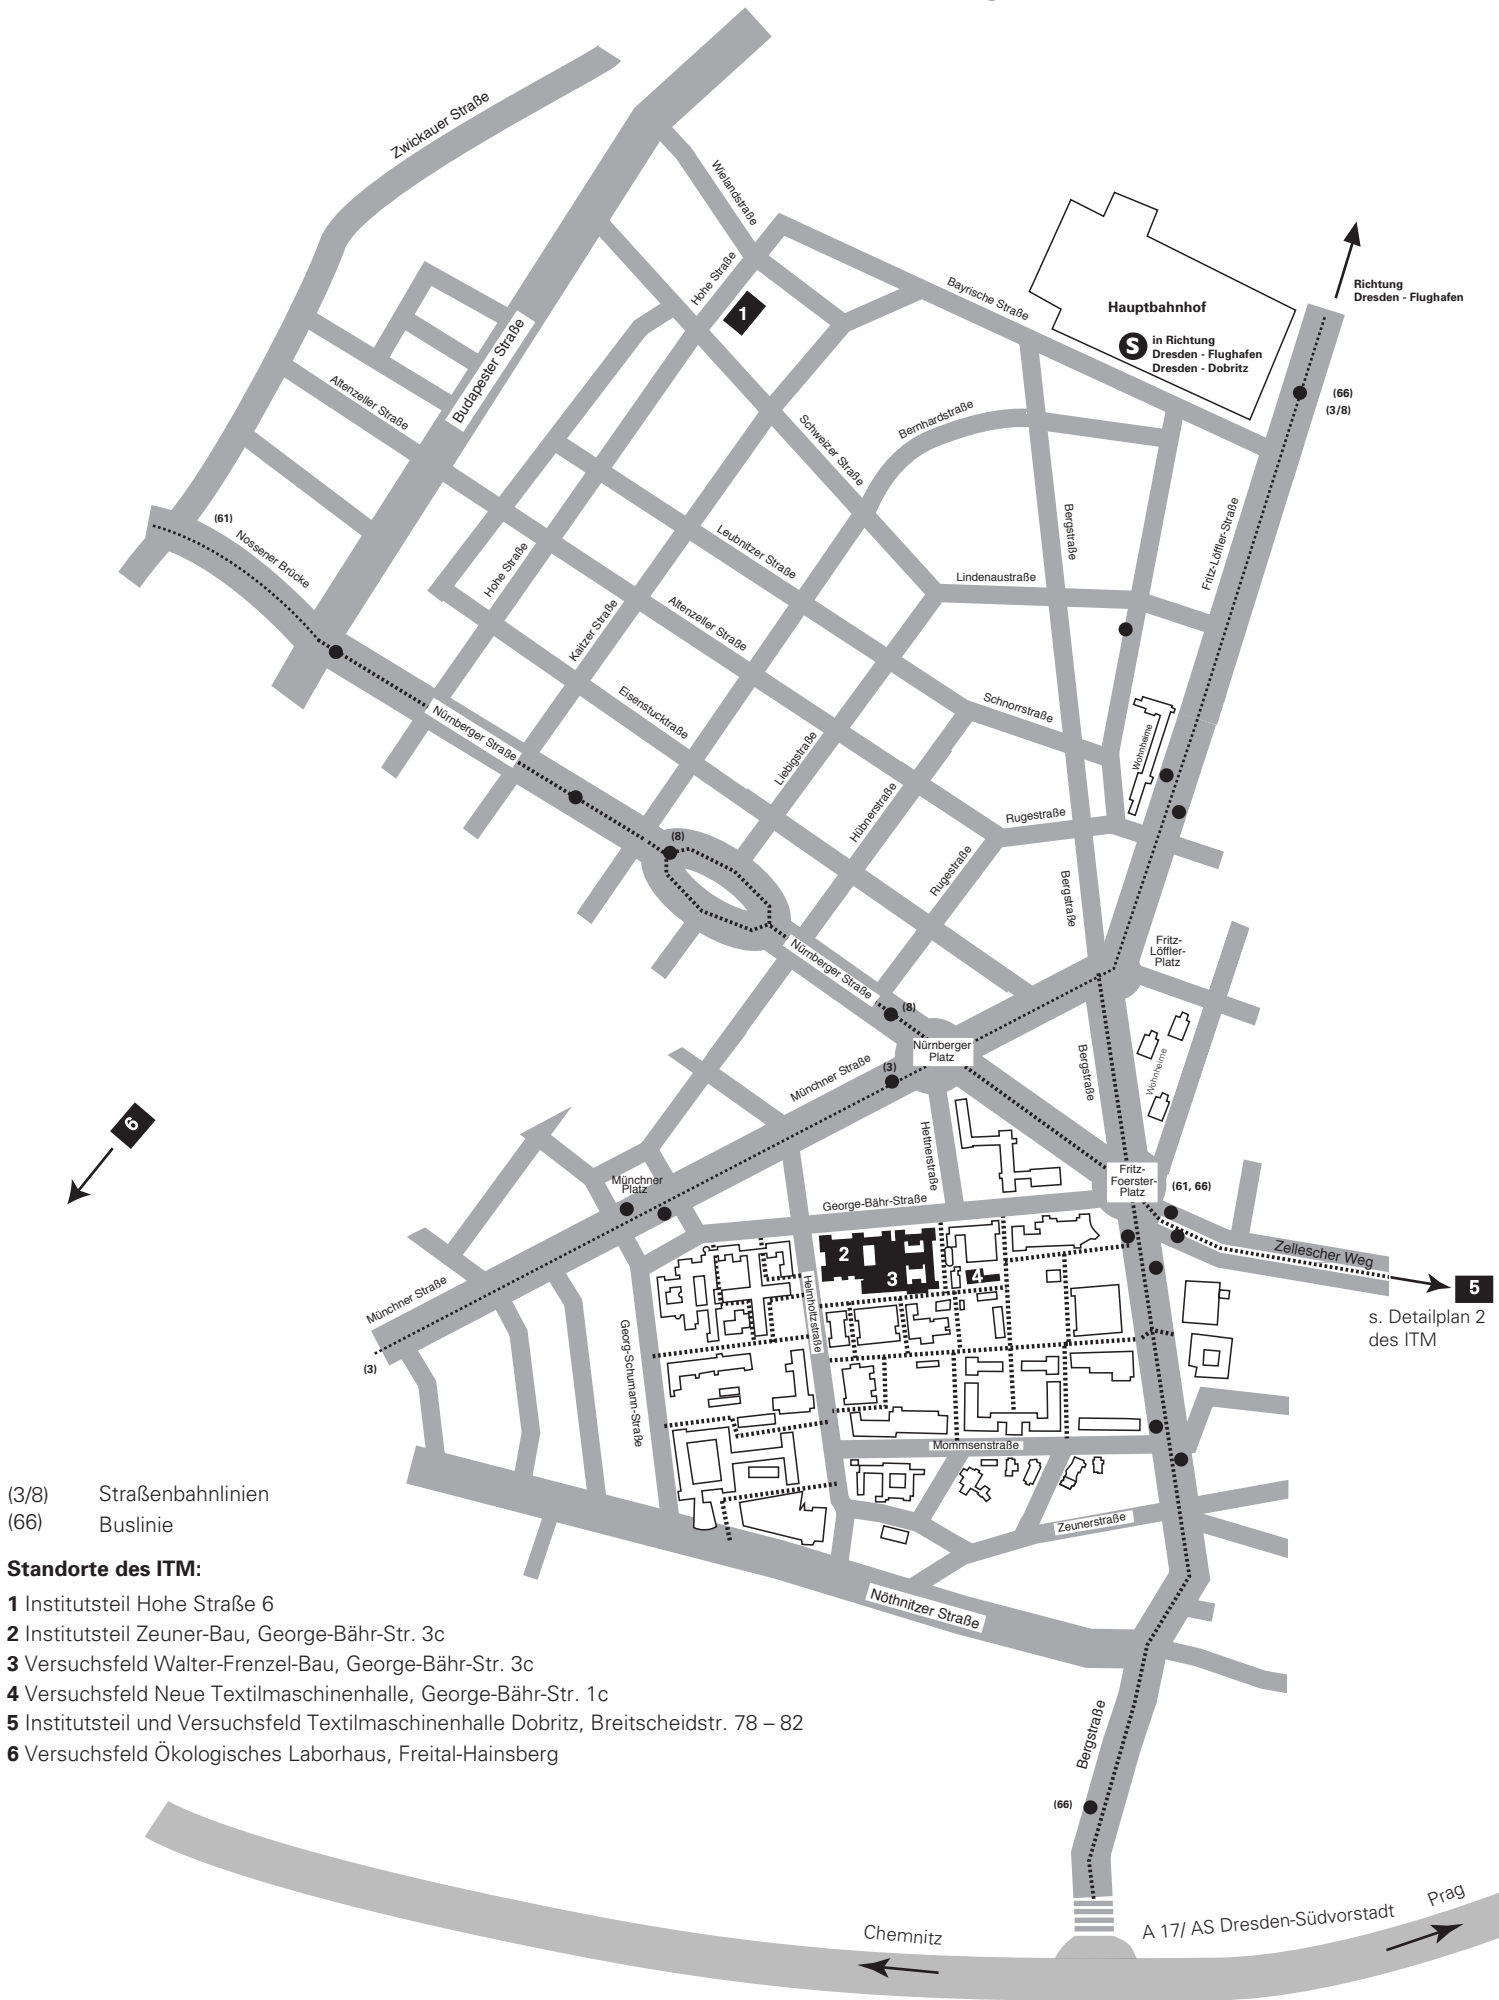 Zwickauer Straße
Wielandstraße
Hohe Straße
1
Bayrische Straße
Hauptbahnhof
S
in Richtung
Dresden - Flughafen
Dresden - Dobritz
Richtung
Dresden - Flughafen
(66)
(3/8)
Budapester Straße
Altenzeller Straße
Bernhardstraße
Schweizer Straße
(61)
Nossener Brücke
Bergstraße
Fritz-Löffler-Straße
Leubnitzer Straße
Hohe Straße
Lindenaustraße
Kaitzer Straße
Altenzeller Straße
Eisenstucktraße
Schnorrstraße
Nürnberger Straße
Liebigstraße
Wohnheime
Hübnerstraße
Rugestraße
(8)
Rugestraße
Bergstraße
Nürnberger Straße
Fritz-
Löffler-
Platz
(8)
Nürnberger
Platz
Münchner Straße
(3)
Bergstraße
Wohnheime
6
Hettnerstraße
Münchner
Platz
Fritz-
Foerster-
Platz
(61, 66)
George-Bähr-Straße
2
3
4
Zellescher Weg
5
s. Detailplan 2
des ITM
Münchner Straße
(3)
Helmholtzstraße
Georg-Schumann-Straße
Mommsenstraße
Zeunerstraße
Nöthnitzer Straße
(3/8) Straßenbahnlinien
(66) Buslinie
Standorte des ITM:
1 Institutsteil Hohe Straße 6
2 Institutsteil Zeuner-Bau, George-Bähr-Str. 3c
3 Versuchsfeld Walter-Frenzel-Bau, George-Bähr-Str. 3c
4 Versuchsfeld Neue Textilmaschinenhalle, George-Bähr-Str. 1c
5 Institutsteil und Versuchsfeld Textilmaschinenhalle Dobritz, Breitscheidstr. 78 – 82
6 Versuchsfeld Ökologisches Laborhaus, Freital-Hainsberg
Bergstraße
(66)
Chemnitz
A 17/ AS Dresden-Südvorstadt
Prag